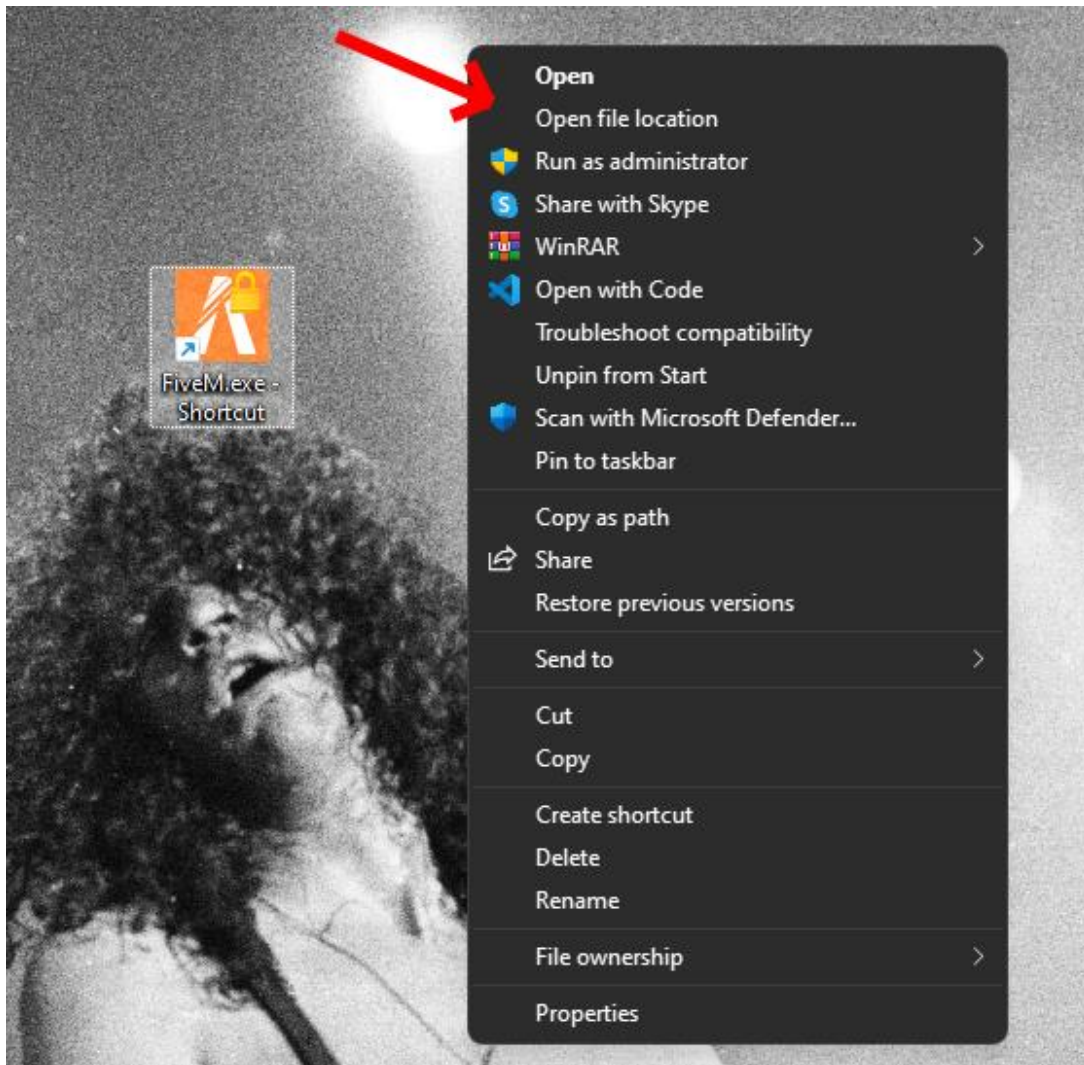 Open
Open file location
Run as administrator
S
Share with Skype
WinRAR
Open with Code
Troubleshoot compatibility
Unpin from Start
Scan with Microsoft Defender...
Pin to taskbar
Copy as path
Share
Restore previous versions
Send to
Cut
Copy
Create shortcut
Delete
Rename
File ownership
Properties
FiveM.exe -
Shortcut